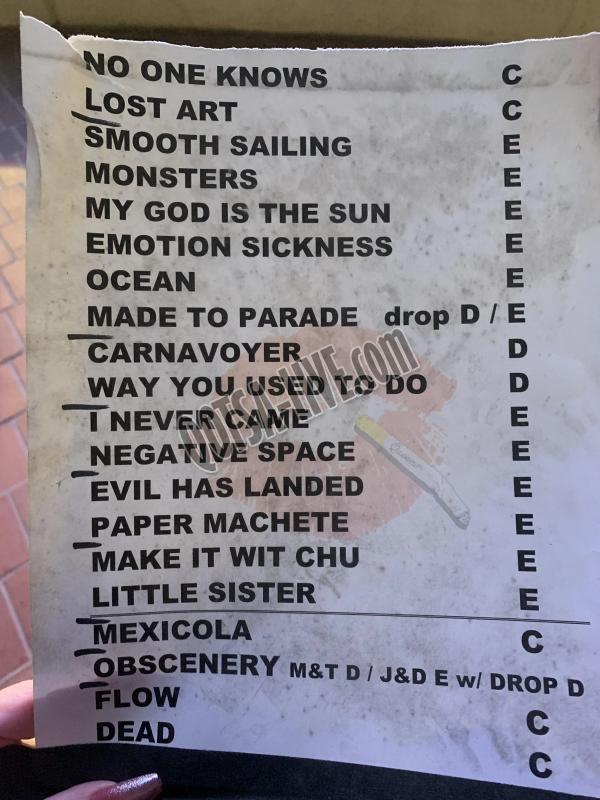 NO ONE KNOWS C
LOST ART C
SMOOTH SAILING E
MONSTERS E
MY GOD IS THE SUN E
EMOTION SICKNESS E
OCEAN E
MADE TO PARADE drop D / E
CARNAVOYER D
WAY YOU USED TO DO D
I NEVER CAME E
NEGATIVE SPACE E
EVIL HAS LANDED E
PAPER MACHETE E
MAKE IT WIT CHU E
LITTLE SISTER E
MEXICOLA C
OBSCENERY M&T D / J&D E w/ DROP D
FLOW C
DEAD C
QOTSA-LIVE.com